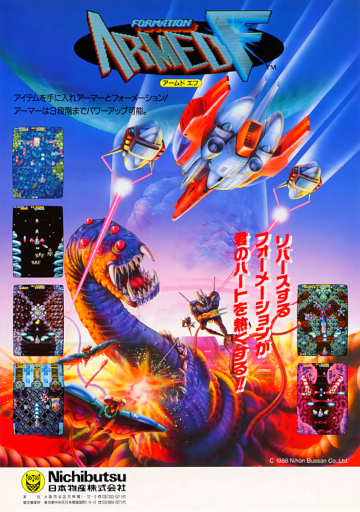 FORMATION
ARMED F
TM
アームド エフ
アイテムを手に入れアーマーとフォーメーション!
アーマーは3段階までパワーアップ可能。
リバースする
フォーメーションが
君のハートを熱くする!!
© 1988 Nihon Bussan Co.,Ltd.
Nichibutsu
日本物産株式会社